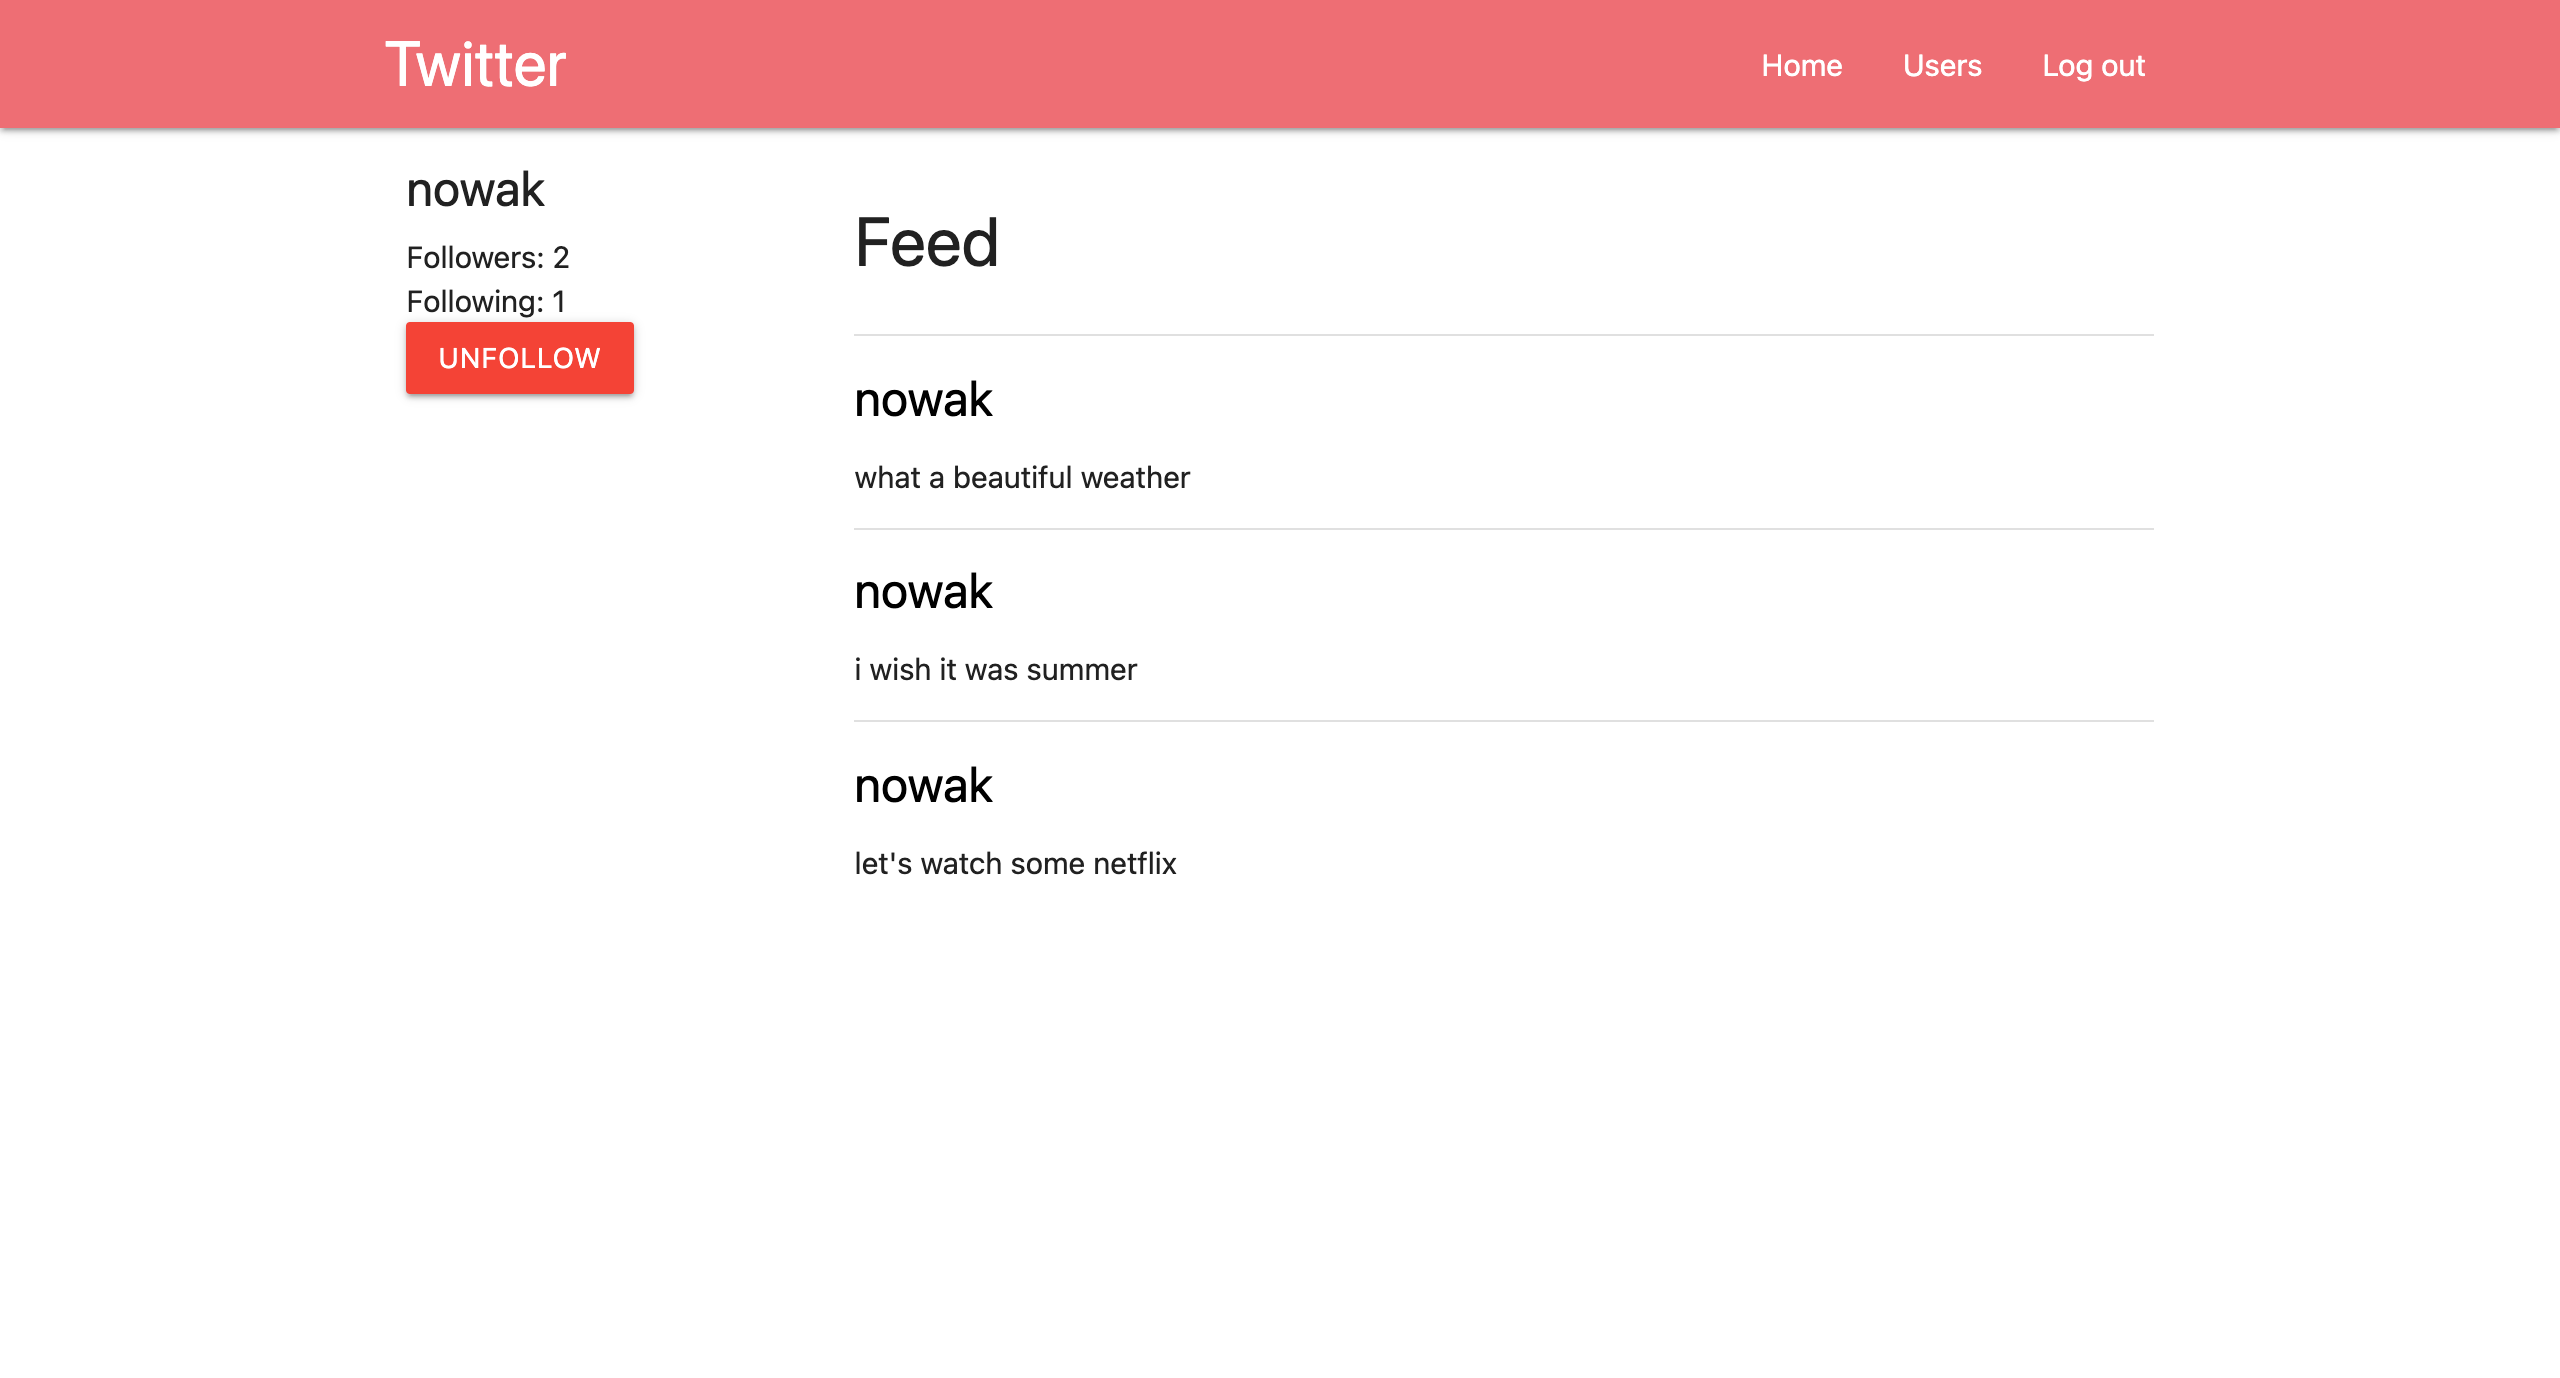 Twitter
Home Users Log out
nowak
Followers: 2
Following: 1
UNFOLLOW
Feed
nowak
what a beautiful weather
nowak
i wish it was summer
nowak
let's watch some netflix